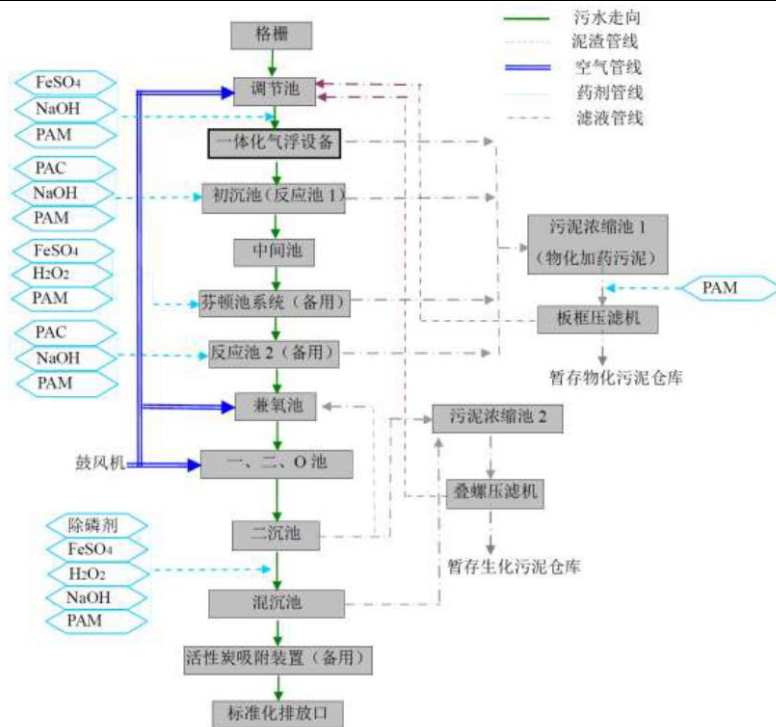 格栅
污水走向
泥渣管线
空气管线
药剂管线
滤液管线
FeSO₄
NaOH
PAM
调节池
一体化气浮设备
PAC
NaOH
PAM
初沉池（反应池 1）
中间池
FeSO₄
H₂O₂
PAM
芬顿池系统（备用）
PAC
NaOH
PAM
反应池 2（备用）
污泥浓缩池 1
（物化加药污泥）
PAM
板框压滤机
暂存物化污泥仓库
兼氧池
污泥浓缩池 2
鼓风机
一、二、O 池
叠螺压滤机
暂存生化污泥仓库
二沉池
除磷剂
FeSO₄
H₂O₂
NaOH
PAM
混沉池
活性炭吸附装置（备用）
标准化排放口